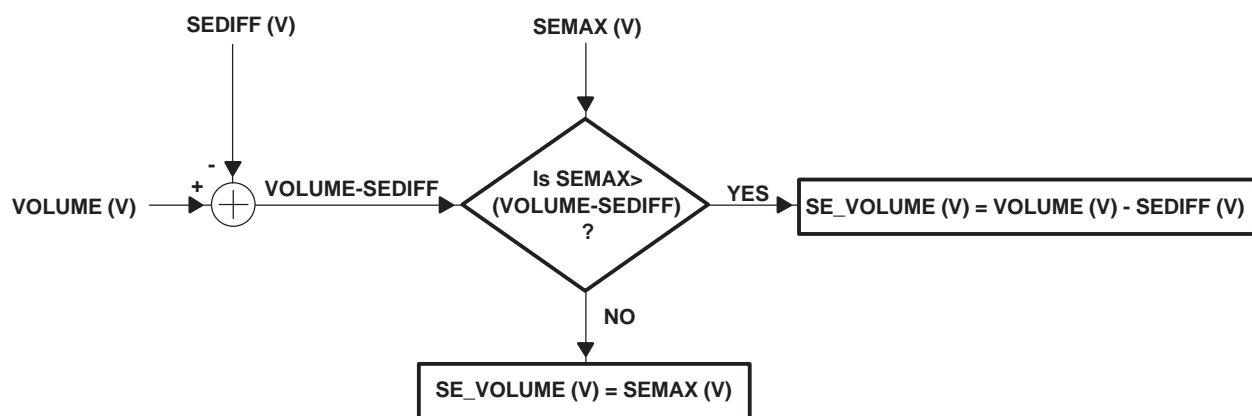 SEDIFF (V)
SEMAX (V)
-
+
VOLUME (V)
VOLUME-SEDIFF
Is SEMAX>
(VOLUME-SEDIFF)
?
YES
SE_VOLUME (V) = VOLUME (V) - SEDIFF (V)
NO
SE_VOLUME (V) = SEMAX (V)